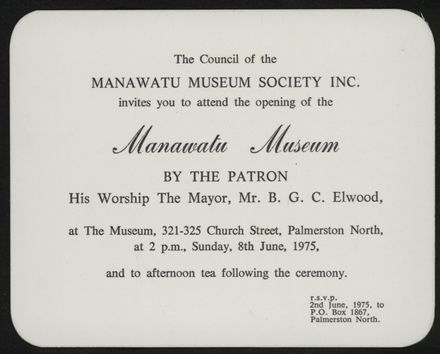 The Council of the
MANAWATU MUSEUM SOCIETY INC.
invites you to attend the opening of the
Manawatu Museum
BY THE PATRON
His Worship The Mayor, Mr. B. G. C. Elwood,
at The Museum, 321-325 Church Street, Palmerston North,
at 2 p.m., Sunday, 8th June, 1975,
and to afternoon tea following the ceremony.
r.s.v.p.
2nd June, 1975, to
P.O. Box 1867,
Palmerston North.